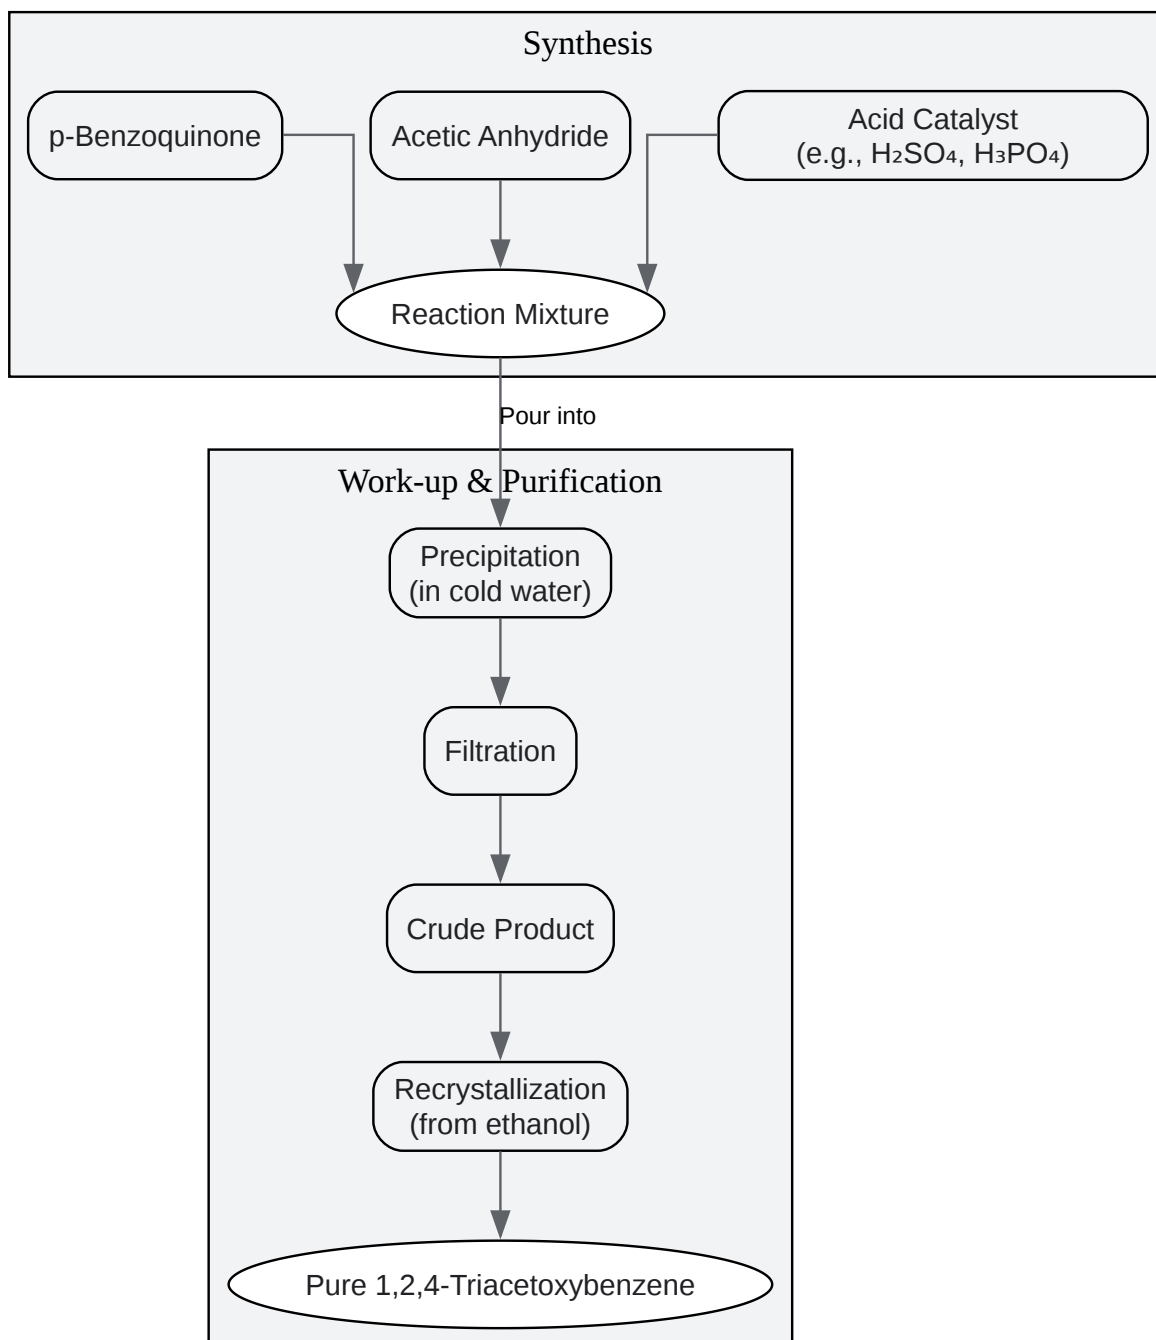 Synthesis
p-Benzoquinone
Acetic Anhydride
Acid Catalyst
(e.g., H₂SO₄, H₃PO₄)
Reaction Mixture
Pour into
Work-up & Purification
Precipitation
(in cold water)
Filtration
Crude Product
Recrystallization
(from ethanol)
Pure 1,2,4-Triacetoxybenzene